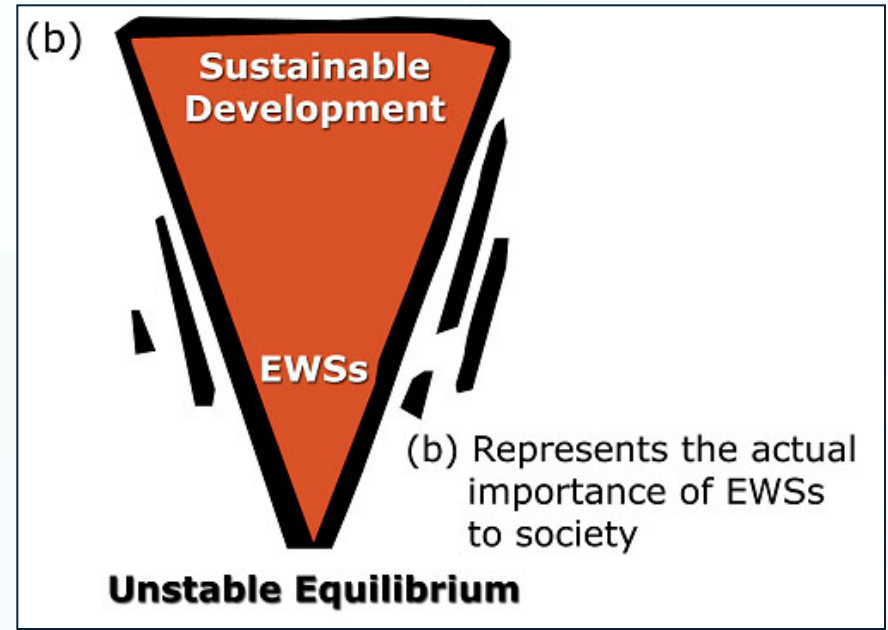 (b)
Sustainable
Development
EWSs
(b) Represents the actual
importance of EWSs
to society
Unstable Equilibrium